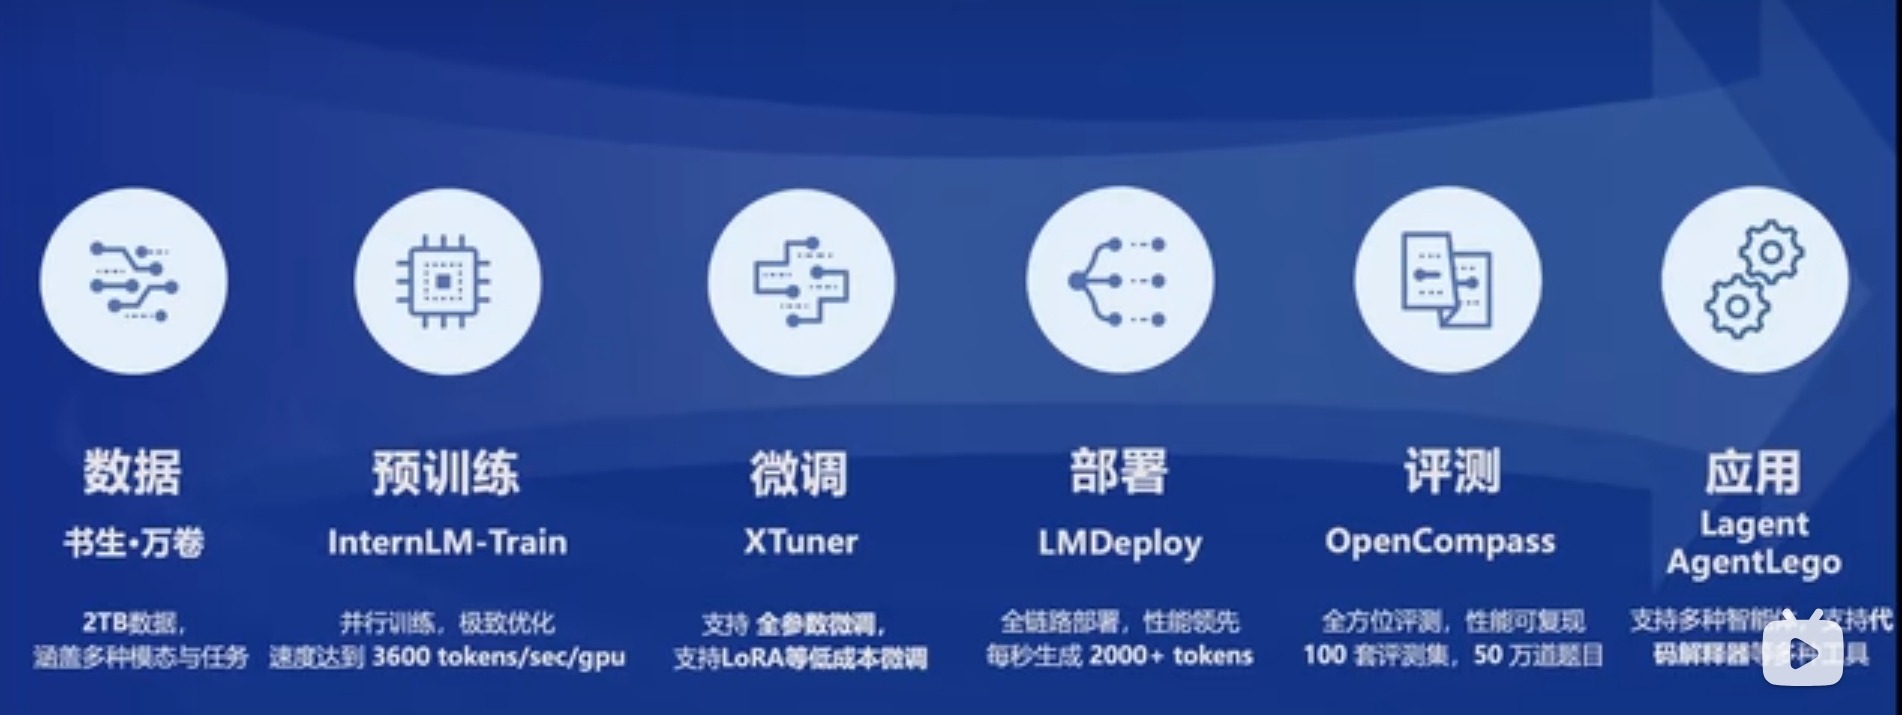 数据
书生·万卷
2TB数据，
涵盖多种模态与任务
预训练
InternLM-Train
并行训练，极致优化
速度达到 3600 tokens/sec/gpu
微调
XTuner
支持 全参数微调，
支持LoRA等低成本微调
部署
LMDeploy
全链路部署，性能领先
每秒生成 2000+ tokens
评测
OpenCompass
全方位评测，性能可复现
100 套评测集，50 万道题目
应用
Lagent
AgentLego
支持多种智能体，支持代
码解释器等多种工具